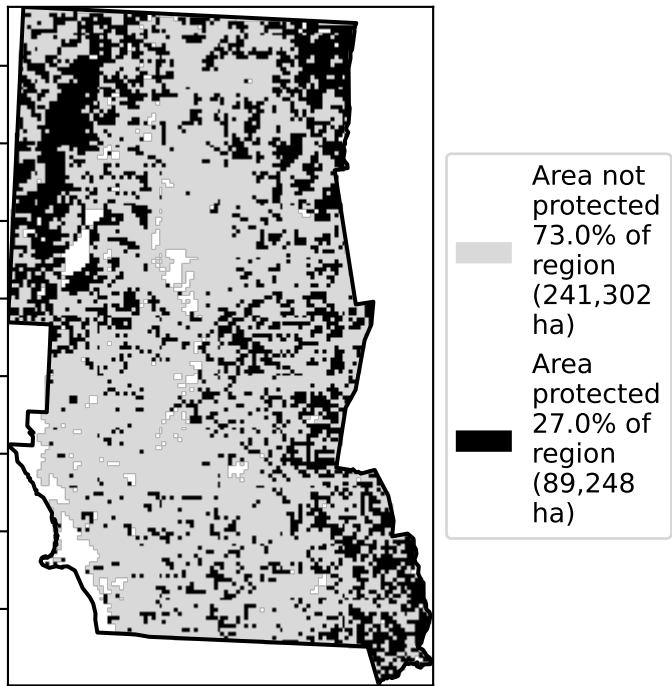 Area not
protected
73.0% of
region
(241,302
ha)
Area
protected
27.0% of
region
(89,248
ha)